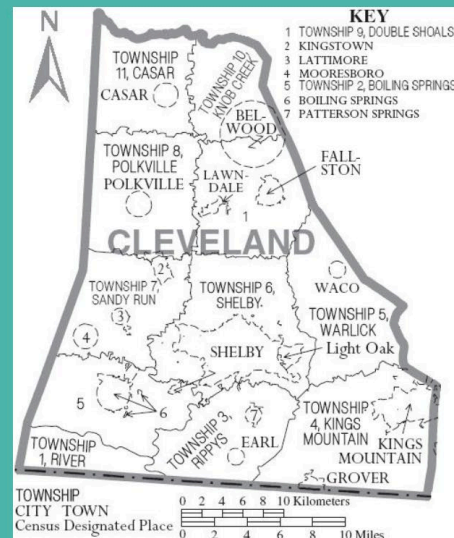 N
KEY
1 TOWNSHIP 9, DOUBLE SHOALS
2 KINGSTOWN
3 LATTIMORE
4 MOORESBORO
5 TOWNSHIP 2, BOILING SPRINGS
6 BOILING SPRINGS
7 PATTERSON SPRINGS
TOWNSHIP
11, CASAR
CASAR
TOWNSHIP 10,
KNOB CREEK
BEL-
WOOD
TOWNSHIP 8,
POLKVILLE
POLKVILLE
LAWN-
DALE
1
FALL-
STON
CLEVELAND
2
TOWNSHIP 7,
SANDY RUN
3
4
TOWNSHIP 6,
SHELBY
WACO
TOWNSHIP 5,
WARLICK
SHELBY
Light Oak
5
6
7
TOWNSHIP 3,
RIPPYS
EARL
TOWNSHIP
4, KINGS
MOUNTAIN
KINGS
MOUNTAIN
GROVER
TOWNSHIP
1, RIVER
TOWNSHIP
CITY TOWN
Census Designated Place
0 2 4 6 8 10 Kilometers
0 2 4 6 8 10 Miles